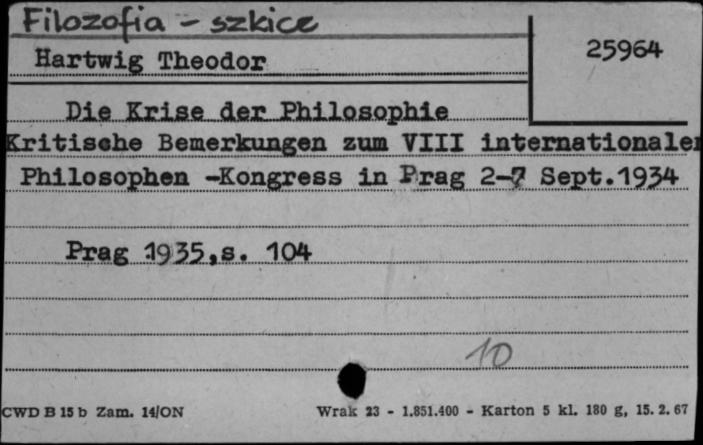 Filozofia - szkice
Hartwig Theodor
25964
Die Krise der Philosophie
Kritische Bemerkungen zum VIII internationalen
Philosophen -Kongress in Prag 2-7 Sept.1934
Prag 1935,s. 104
10
CWD B 15 b Zam. 14/ON
Wrak 23 - 1.851.400 - Karton 5 kl. 180 g, 15. 2. 67